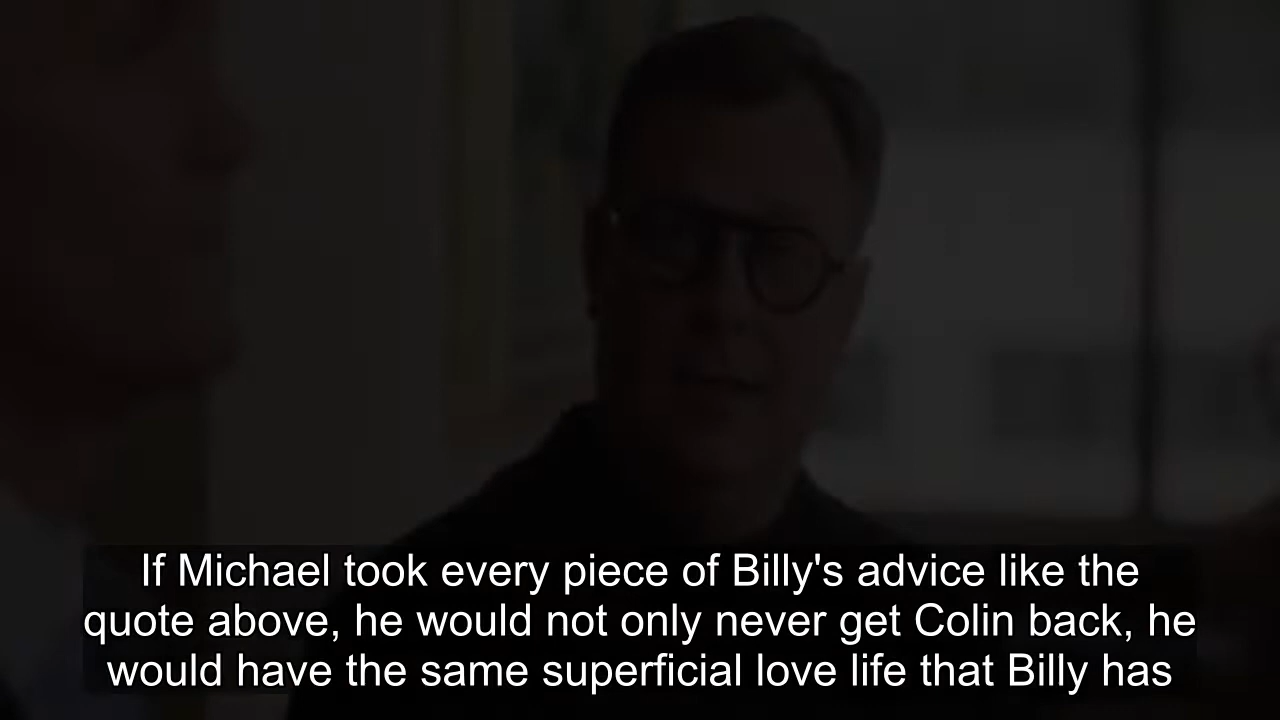 If Michael took every piece of Billy's advice like the
quote above, he would not only never get Colin back, he
would have the same superficial love life that Billy has